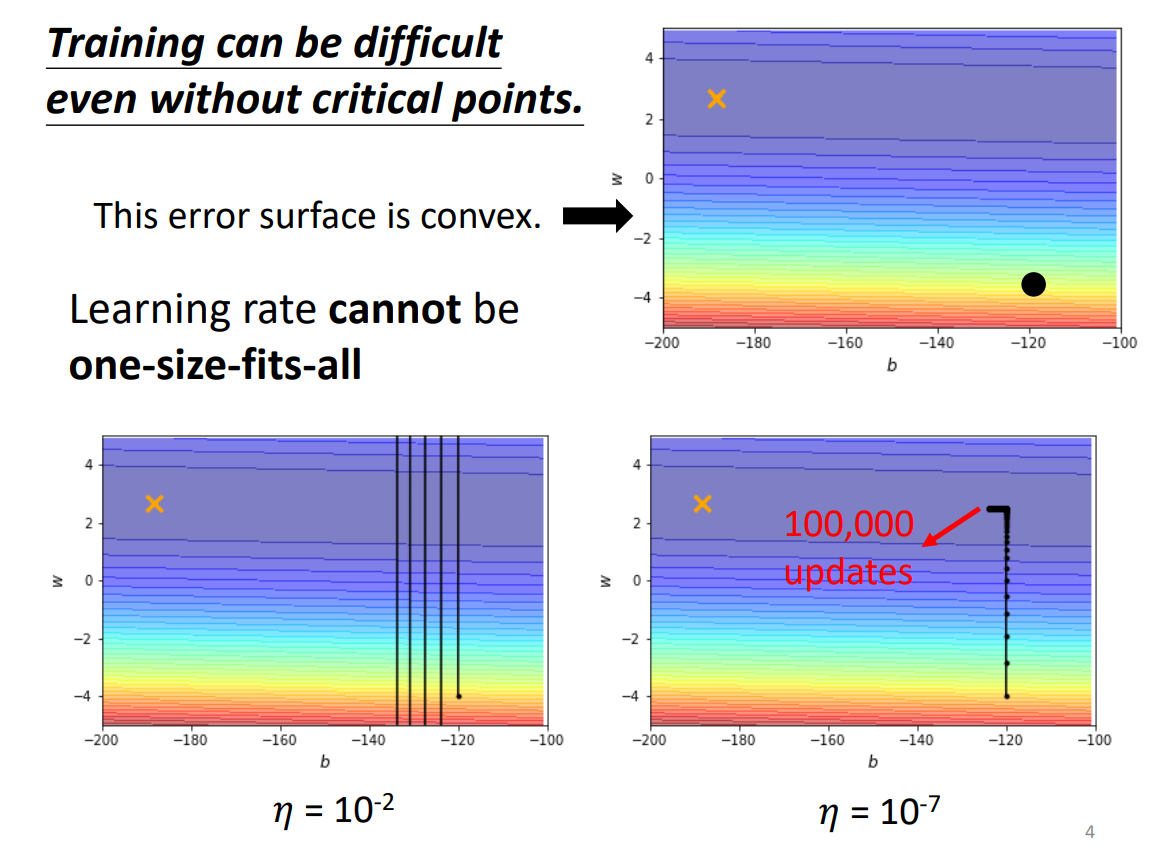 Training can be difficult
even without critical points.
This error surface is convex.
Learning rate cannot be
one-size-fits-all
4
2
0
−2
−4
w
−200 −180 −160 −140 −120 −100
b
4
2
0
−2
−4
w
−200 −180 −160 −140 −120 −100
b
η = 10-2
100,000
updates
4
2
0
−2
−4
w
−200 −180 −160 −140 −120 −100
b
η = 10-7
4